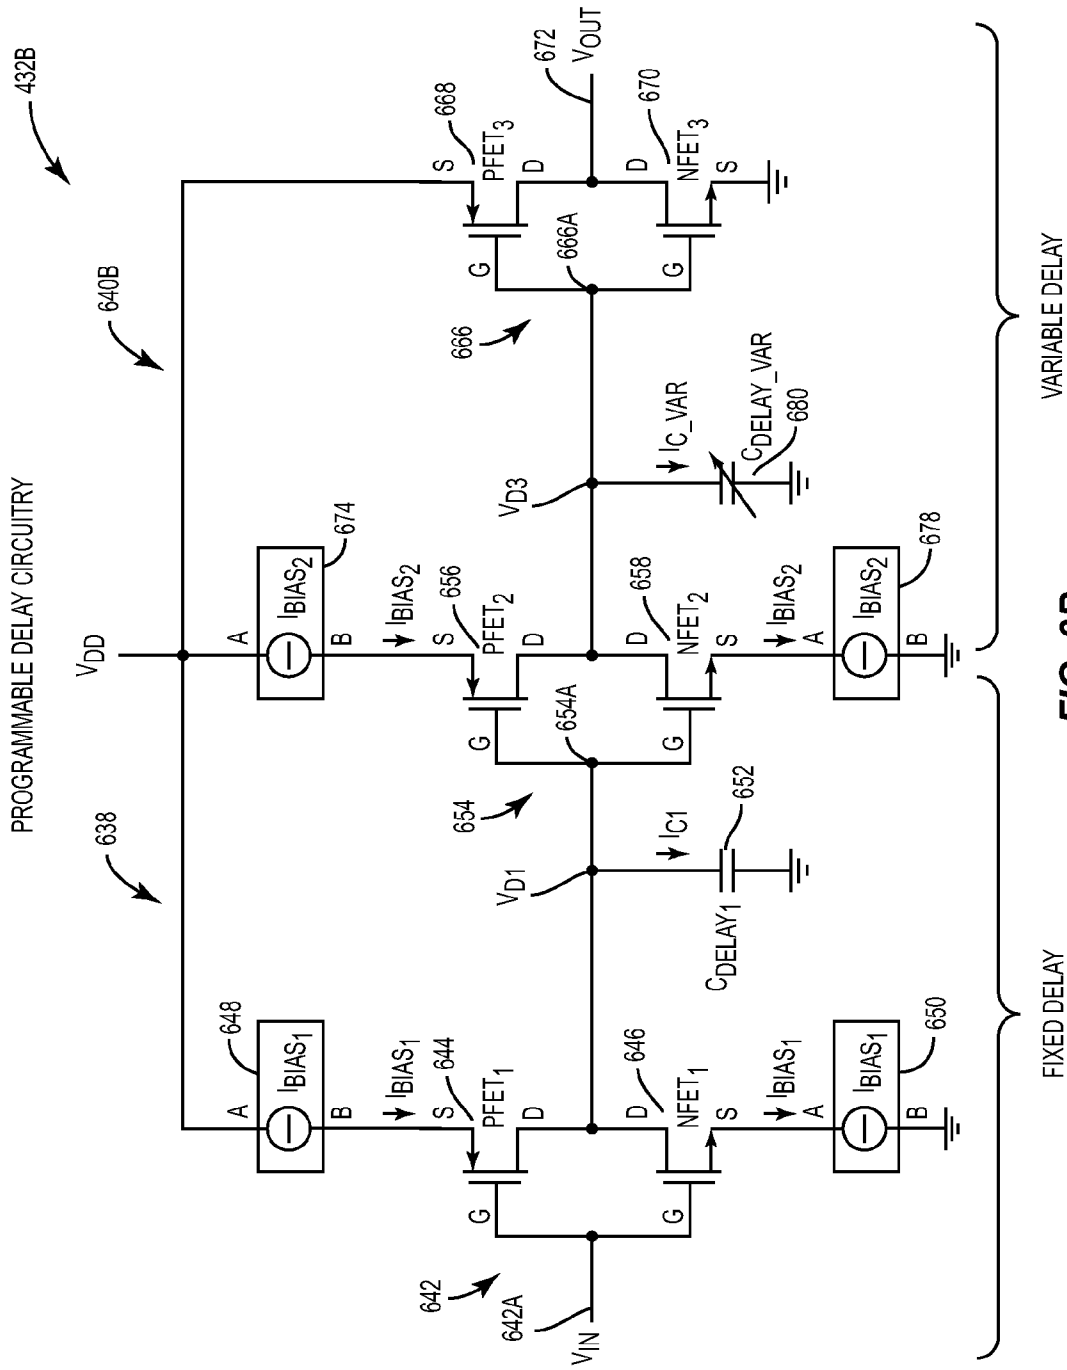 PROGRAMMABLE DELAY CIRCUITRY
432B
638
640B
VDD
648
A
IBIAS1
B
IBIAS1
644
S
PFET1
G
D
642
642A
VIN
646
D
NFET1
G
S
IBIAS1
A
IBIAS1
B
650
VD1
IC1
652
CDELAY1
674
A
IBIAS2
B
IBIAS2
656
S
PFET2
G
D
654
654A
658
D
NFET2
G
S
IBIAS2
A
IBIAS2
B
678
VD3
IC_VAR
CDELAY_VAR
680
668
S
PFET3
G
D
666
666A
672
VOUT
670
D
NFET3
S
G
FIXED DELAY
VARIABLE DELAY